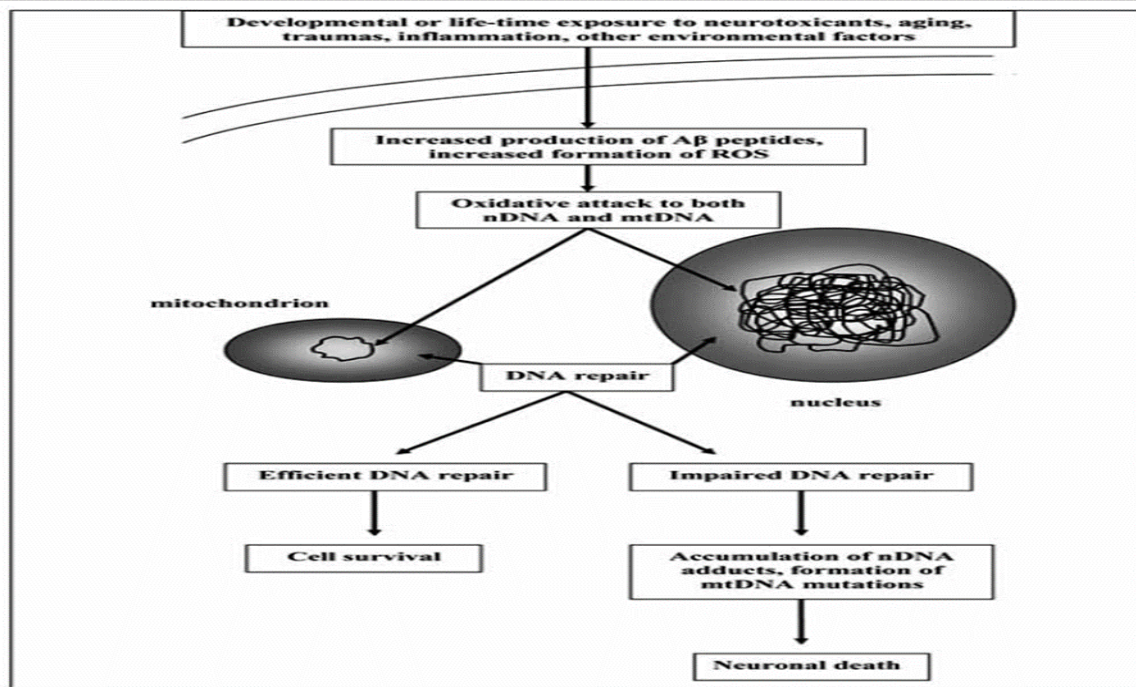 Developmental or life-time exposure to neurotoxicants, aging,
traumas, inflammation, other environmental factors
Increased production of Aβ peptides,
increased formation of ROS
Oxidative attack to both
nDNA and mtDNA
mitochondrion
DNA repair
nucleus
Efficient DNA repair
Impaired DNA repair
Cell survival
Accumulation of nDNA
adducts, formation of
mtDNA mutations
Neuronal death